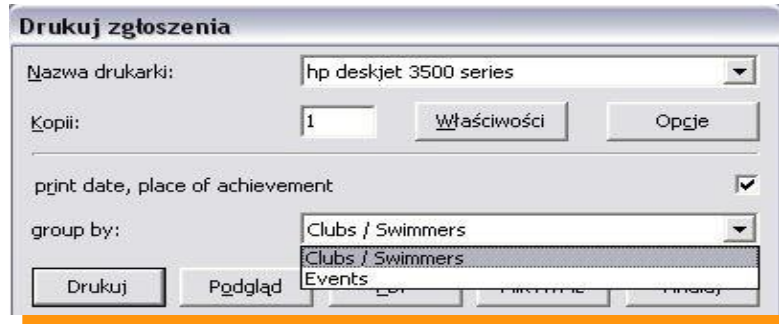 Drukuj zgłoszenia
Nazwa drukarki: hp deskjet 3500 series
Kopii: 1 Właściwości Opcje
print date, place of achievement
group by: Clubs / Swimmers
Clubs / Swimmers
Events
Drukuj Podgląd